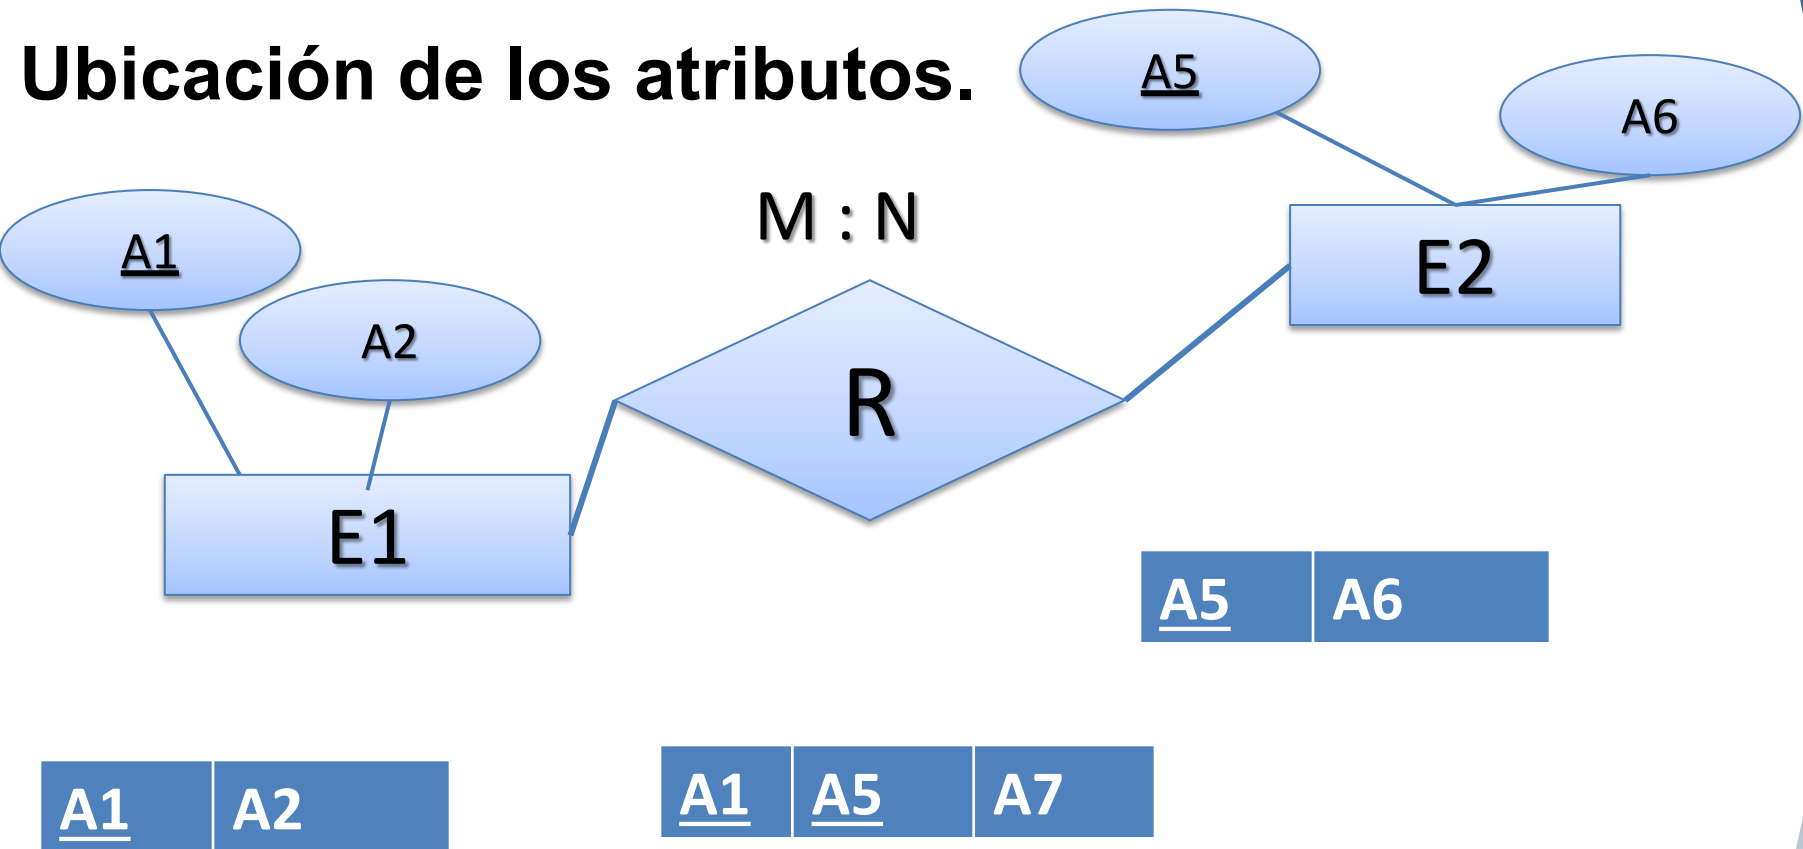 Ubicación de los atributos.
A5
A6
M : N
A1
A2
E2
R
E1
A5 A6
A1 A2
A1 A5 A7